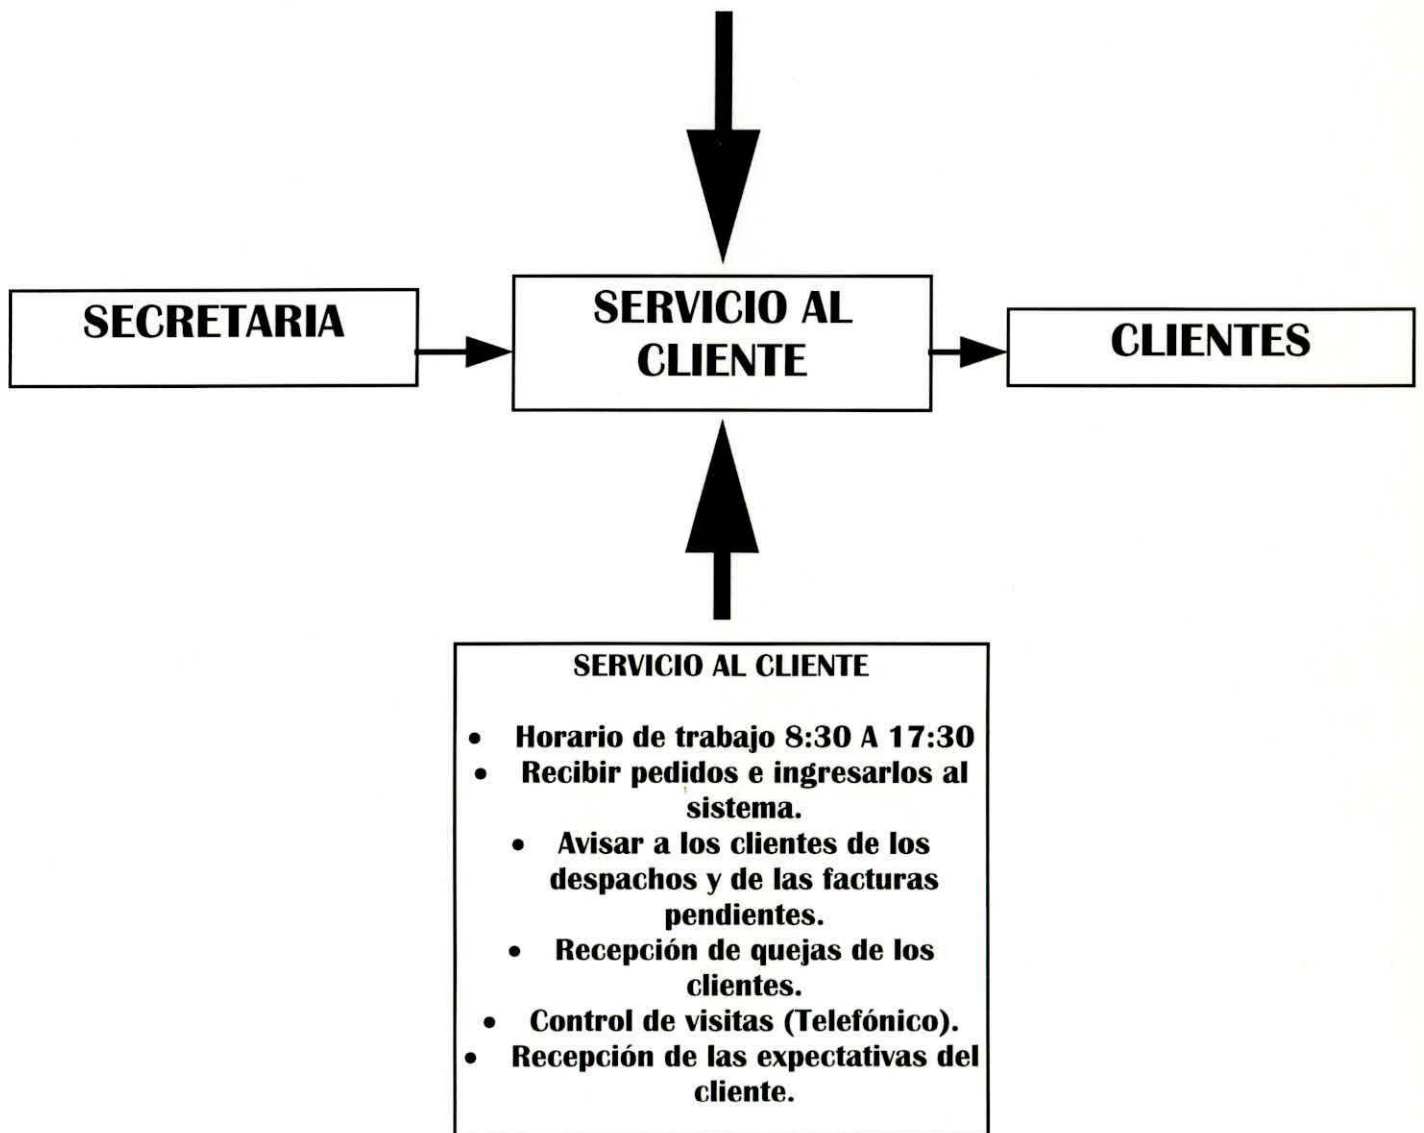 SECRETARIA
SERVICIO AL
CLIENTE
CLIENTES
SERVICIO AL CLIENTE
• Horario de trabajo 8:30 A 17:30
• Recibir pedidos e ingresarlos al
sistema.
• Avisar a los clientes de los
despachos y de las facturas
pendientes.
• Recepción de quejas de los
clientes.
• Control de visitas (Telefónico).
• Recepción de las expectativas del
cliente.